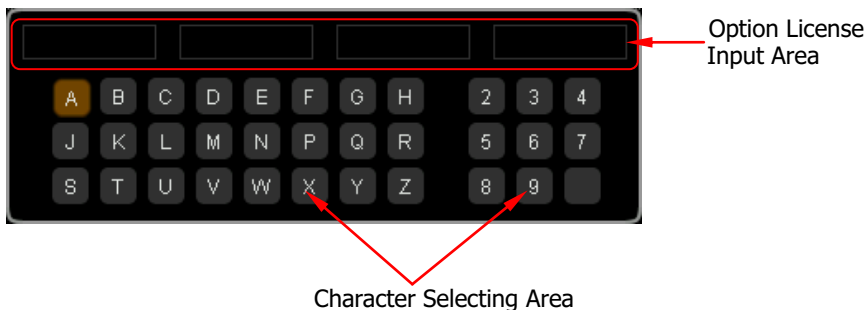 Option License
Input Area
A B C D E F G H 2 3 4
J K L M N P Q R 5 6 7
S T U V W X Y Z 8 9
Character Selecting Area